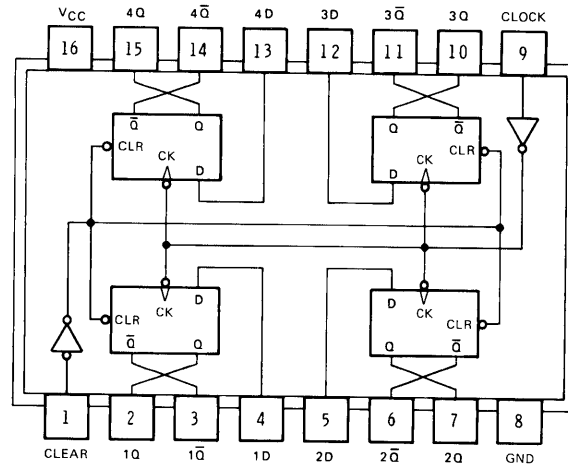 VCC 4Q 4Q̅ 4D 3D 3Q̅ 3Q CLOCK
16 15 14 13 12 11 10 9
Q̅ Q Q Q̅
CLR CK CK CLR
D D
D D
CLR CK CK CLR
Q̅ Q Q Q̅
1 2 3 4 5 6 7 8
CLEAR 1Q 1Q̅ 1D 2D 2Q̅ 2Q GND